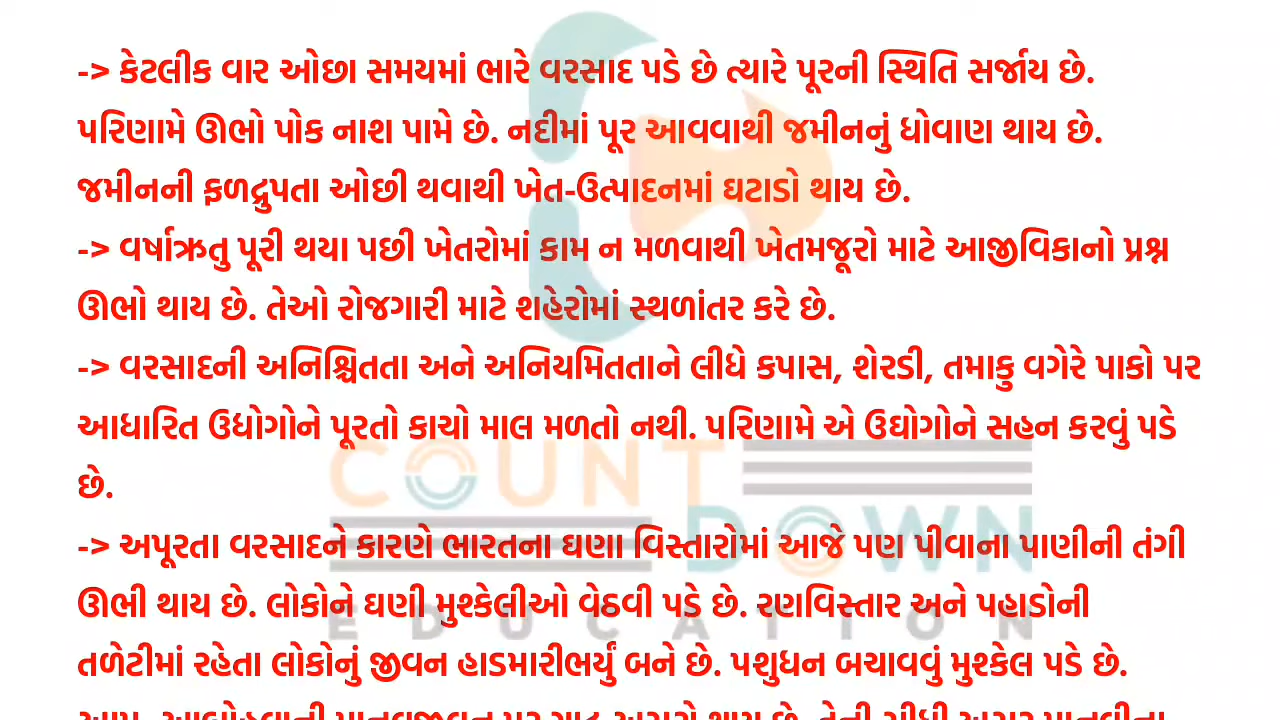 -> કેટલીક વાર ઓછા સમયમાં ભારે વરસાદ પડે છે ત્યારે પૂરની સ્થિતિ સર્જાય છે.
પરિણામે ઊભો પોક નાશ પામે છે. નદીમાં પૂર આવવાથી જમીનનું ધોવાણ થાય છે.
જમીનની ફળદ્રુપતા ઓછી થવાથી ખેત-ઉત્પાદનમાં ઘટાડો થાય છે.
-> વર્ષાઋતુ પૂરી થયા પછી ખેતરોમાં કામ ન મળવાથી ખેતમજૂરો માટે આજીવિકાનો પ્રશ્ન
ઊભો થાય છે. તેઓ રોજગારી માટે શહેરોમાં સ્થળાંતર કરે છે.
-> વરસાદની અનિશ્ચિતતા અને અનિયમિતતાને લીધે કપાસ, શેરડી, તમાકુ વગેરે પાકો પર
આધારિત ઉદ્યોગોને પૂરતો કાચો માલ મળતો નથી. પરિણામે એ ઉદ્યોગોને સહન કરવું પડે
છે.
-> અપૂરતા વરસાદને કારણે ભારતના ઘણા વિસ્તારોમાં આજે પણ પીવાના પાણીની તંગી
ઊભી થાય છે. લોકોને ઘણી મુશ્કેલીઓ વેઠવી પડે છે. રણવિસ્તાર અને પહાડોની
તળેટીમાં રહેતા લોકોનું જીવન હાડમારીભર્યું બને છે. પશુધન બચાવવું મુશ્કેલ પડે છે.
COUNT
DOWN
EDUCATION